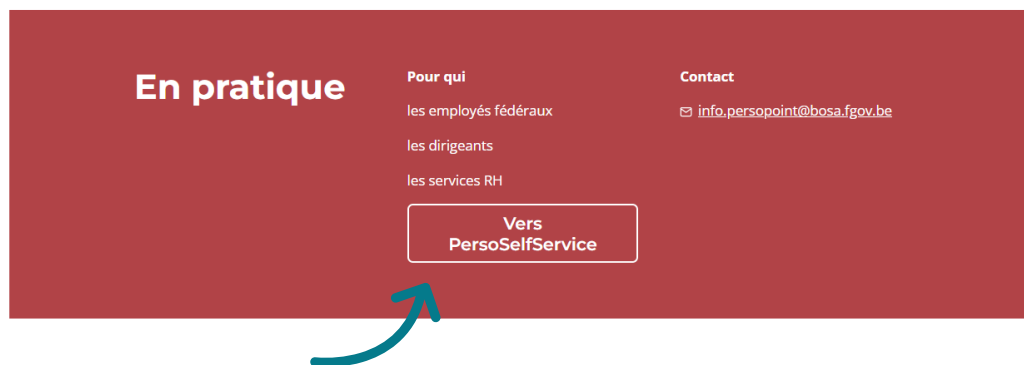 En pratique
Pour qui
les employés fédéraux
les dirigeants
les services RH
Vers
PersoSelfService
Contact
info.persopoint@bosa.fgov.be